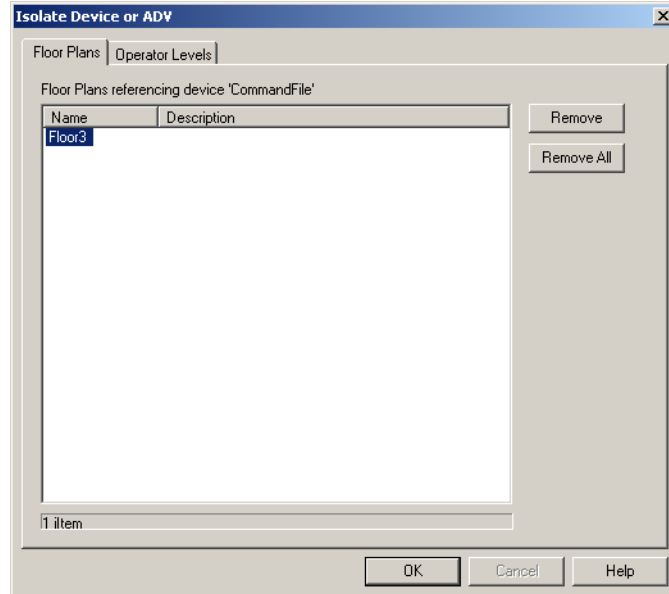 Isolate Device or ADV
Floor Plans Operator Levels
Floor Plans referencing device 'CommandFile'
Name Description
Floor3
Remove
Remove All
1 iItem
OK Cancel Help